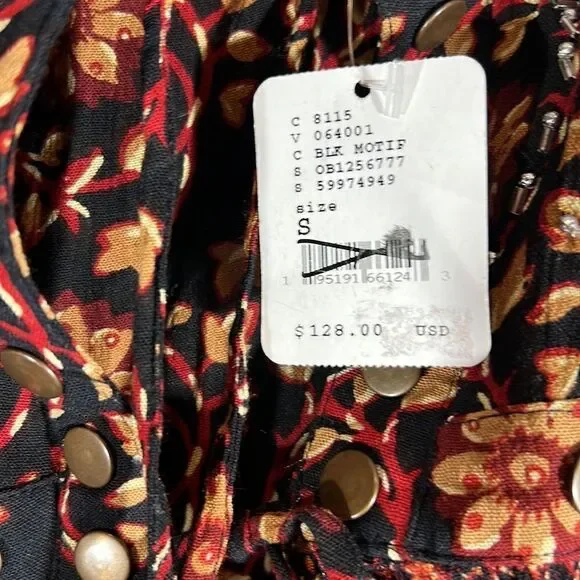 C 8115
V 064001
C BLK MOTIF
S OB1256777
S 59974949
size
S
1 95191 66124 3
$128.00 USD